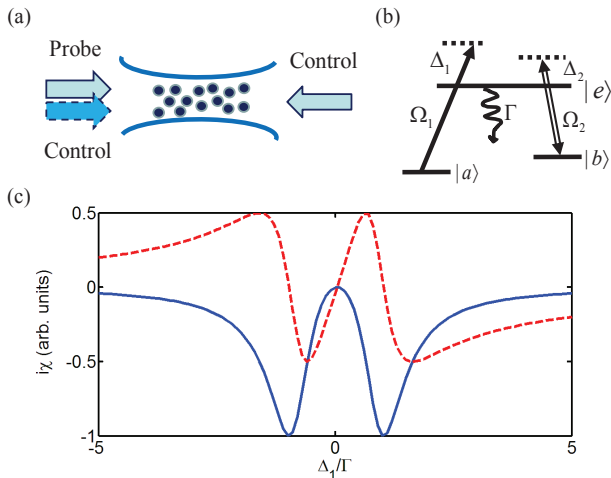 (a)
Probe
Control
Control
(b)
Δ₁
Δ₂
|e⟩
Ω₁
Γ
Ω₂
|a⟩
|b⟩
(c)
iχ (arb. units)
0.5
0
-0.5
-1
-5
0
5
Δ₁/Γ